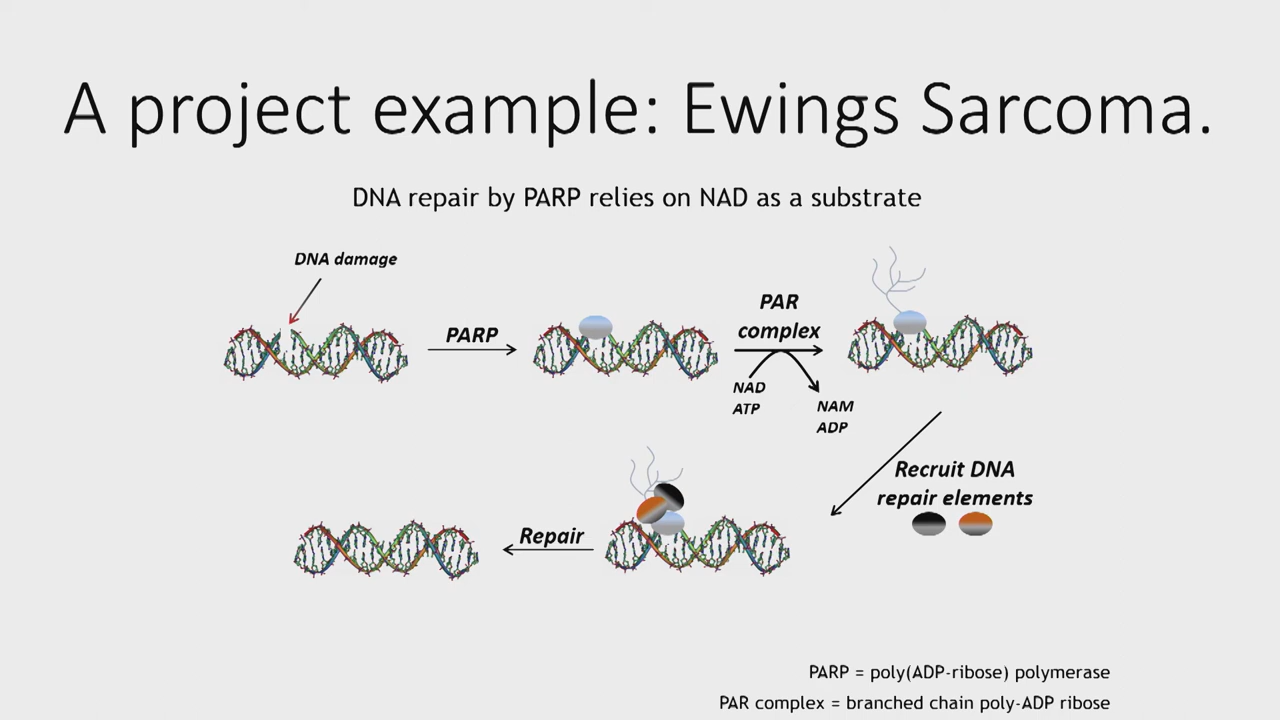 A project example: Ewings Sarcoma.
DNA repair by PARP relies on NAD as a substrate
DNA damage
PARP
PAR
complex
NAD
ATP
NAM
ADP
Recruit DNA
repair elements
Repair
PARP = poly(ADP-ribose) polymerase
PAR complex = branched chain poly-ADP ribose